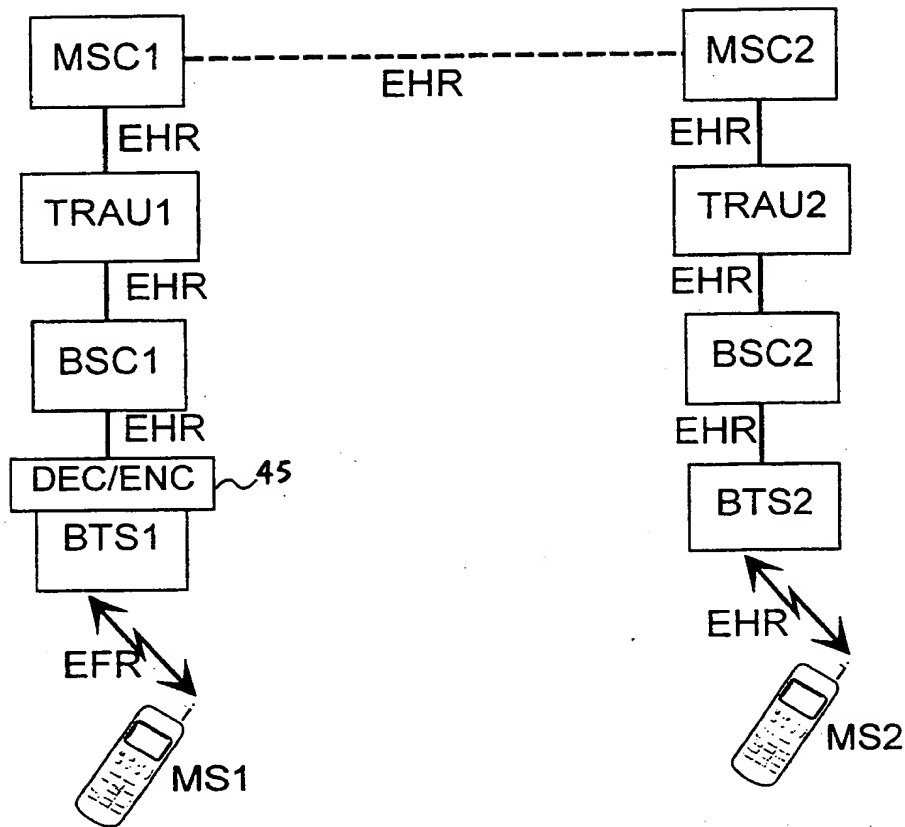 MSC1
MSC2
EHR
EHR
EHR
TRAU1
TRAU2
EHR
EHR
BSC1
BSC2
EHR
EHR
DEC/ENC
45
BTS1
BTS2
EFR
EHR
MS1
MS2